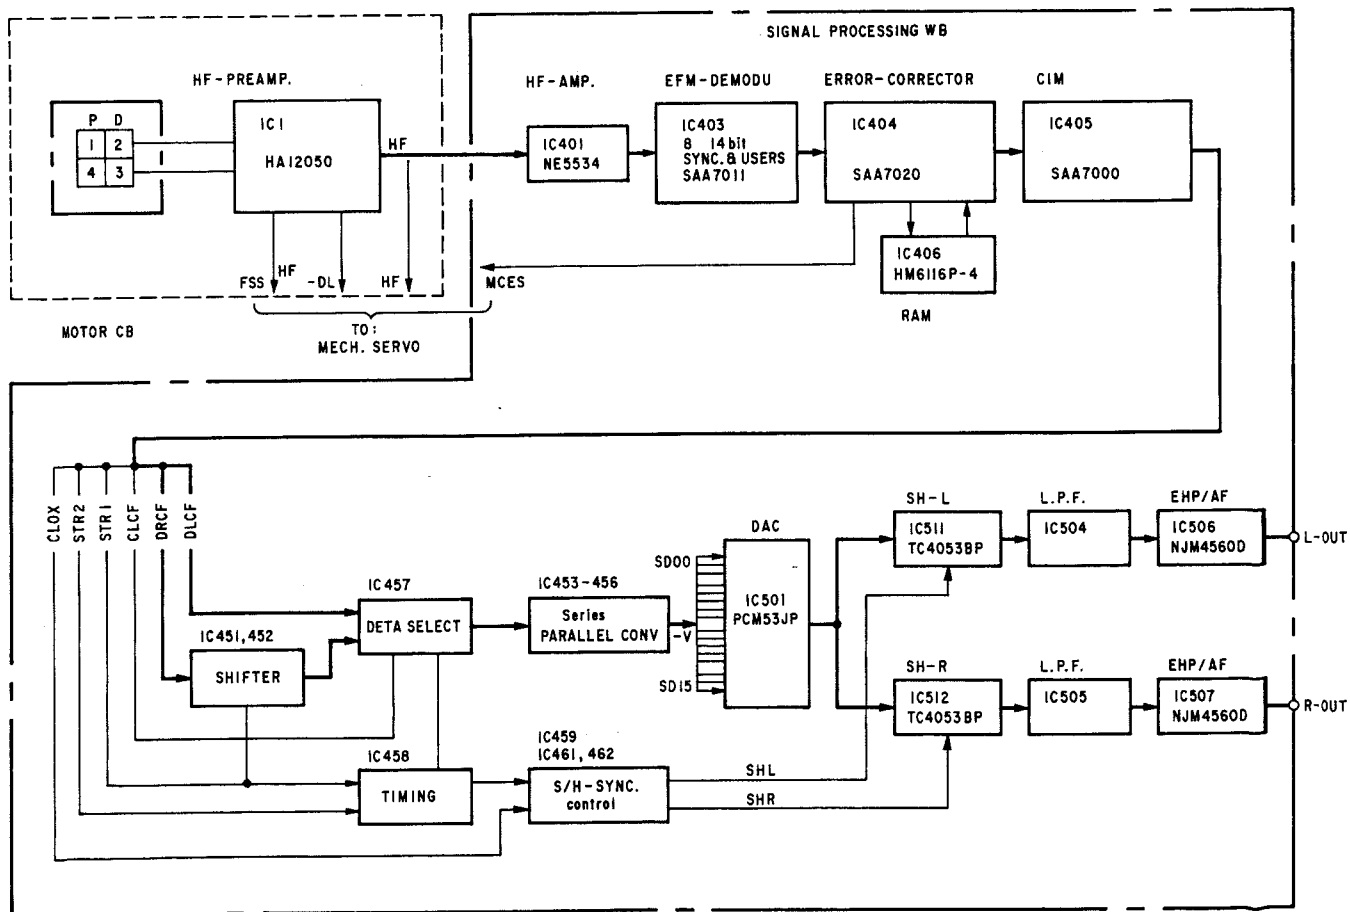 SIGNAL PROCESSING WB
HF-PREAMP.
HF-AMP.
EFM-DEMODU
ERROR-CORRECTOR
CIM
P D
1 2
4 3
IC1
HA12050
HF
IC401
NE5534
IC403
8 14bit
SYNC.& USERS
SAA7011
IC404
SAA7020
IC405
SAA7000
IC406
HM6116P-4
RAM
FSS
HF
-DL
HF
MCES
MOTOR CB
TO:
MECH. SERVO
CLOX
STR2
STR1
CLCF
DRCF
DLCF
IC451,452
SHIFTER
IC457
DETA SELECT
IC453-456
Series
PARALLEL CONV
-V
SD00
SD15
DAC
IC501
PCM53JP
SH-L
IC511
TC4053BP
L.P.F.
IC504
EHP/AF
IC506
NJM4560D
L-OUT
SH-R
IC512
TC4053BP
L.P.F.
IC505
EHP/AF
IC507
NJM4560D
R-OUT
IC458
TIMING
IC459
IC461,462
S/H-SYNC.
control
SHL
SHR